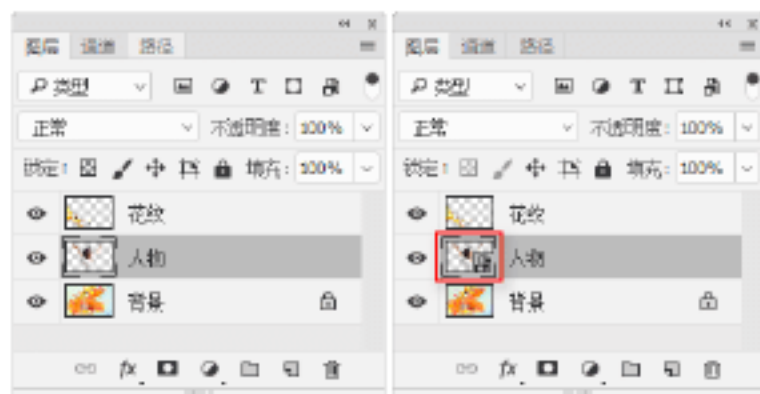 图层 通道 路径
类型
正常 不透明度: 100%
锁定: 填充: 100%
花纹
人物
背景
fx
图层 通道 路径
类型
正常 不透明度: 100%
锁定: 填充: 100%
花纹
人物
背景
fx